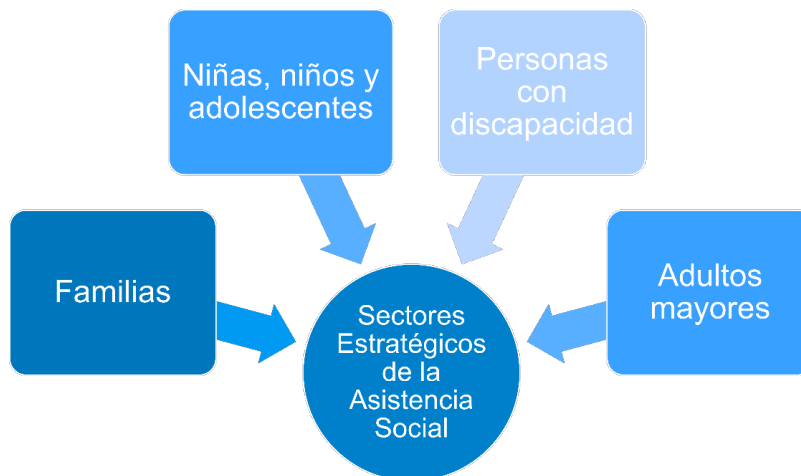 Niñas, niños y
adolescentes
Personas
con
discapacidad
Familias
Adultos
mayores
Sectores
Estratégicos
de la
Asistencia
Social